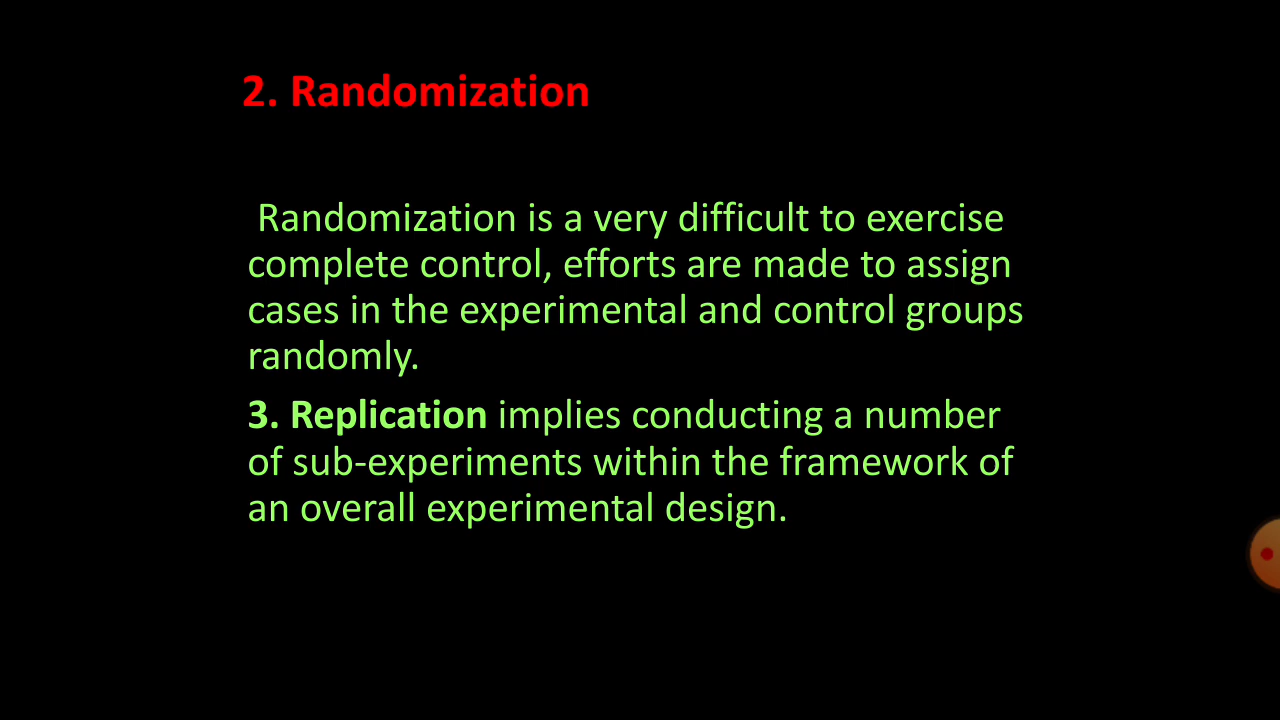 2. Randomization
Randomization is a very difficult to exercise
complete control, efforts are made to assign
cases in the experimental and control groups
randomly.
3. Replication implies conducting a number
of sub-experiments within the framework of
an overall experimental design.